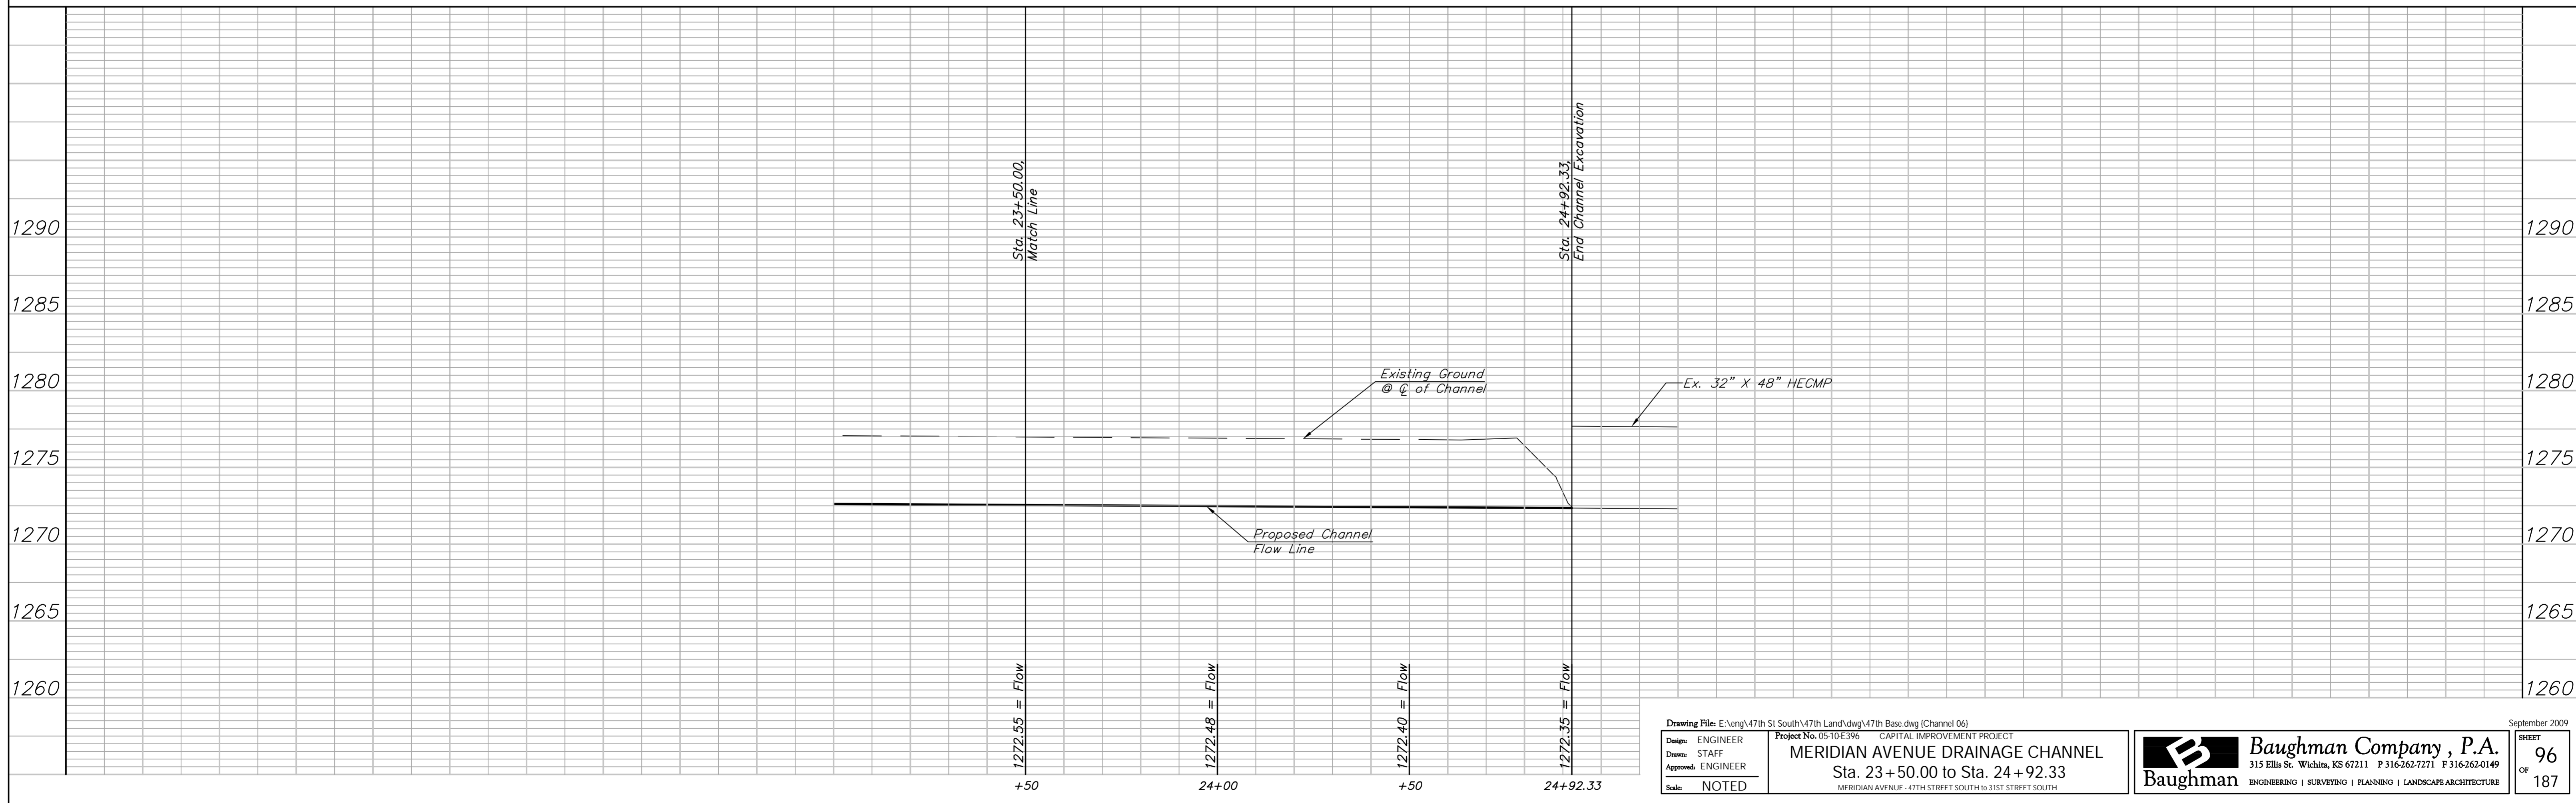 Sta. 23+50.00,
Match Line
Sta. 24+92.33,
End Channel Excavation
1290
1290
1285
1285
1280
1280
1275
1275
1270
1270
1265
1265
1260
1260
Existing Ground
@ ℄ of Channel
Ex. 32" X 48" HECMP
Proposed Channel
Flow Line
1272.55 = Flow
1272.48 = Flow
1272.40 = Flow
1272.35 = Flow
+50
24+00
+50
24+92.33
Drawing File: E:\eng\47th St South\47th Land\dwg\47th Base.dwg {Channel 06}
September 2009
Design: ENGINEER
Drawn: STAFF
Approved: ENGINEER
Scale: NOTED
Project No. 05-10-E396 CAPITAL IMPROVEMENT PROJECT
MERIDIAN AVENUE DRAINAGE CHANNEL
Sta. 23+50.00 to Sta. 24+92.33
MERIDIAN AVENUE - 47TH STREET SOUTH to 31ST STREET SOUTH
Baughman
Baughman Company, P.A.
315 Ellis St. Wichita, KS 67211 P 316-262-7271 F 316-262-0149
ENGINEERING | SURVEYING | PLANNING | LANDSCAPE ARCHITECTURE
SHEET
96
OF
187